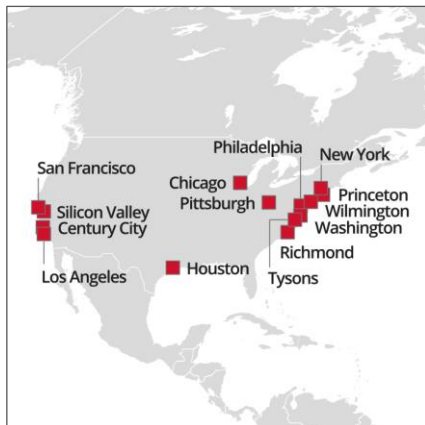 Philadelphia
New York
San Francisco
Chicago
Princeton
Pittsburgh
Wilmington
Silicon Valley
Century City
Washington
Richmond
Houston
Los Angeles
Tysons